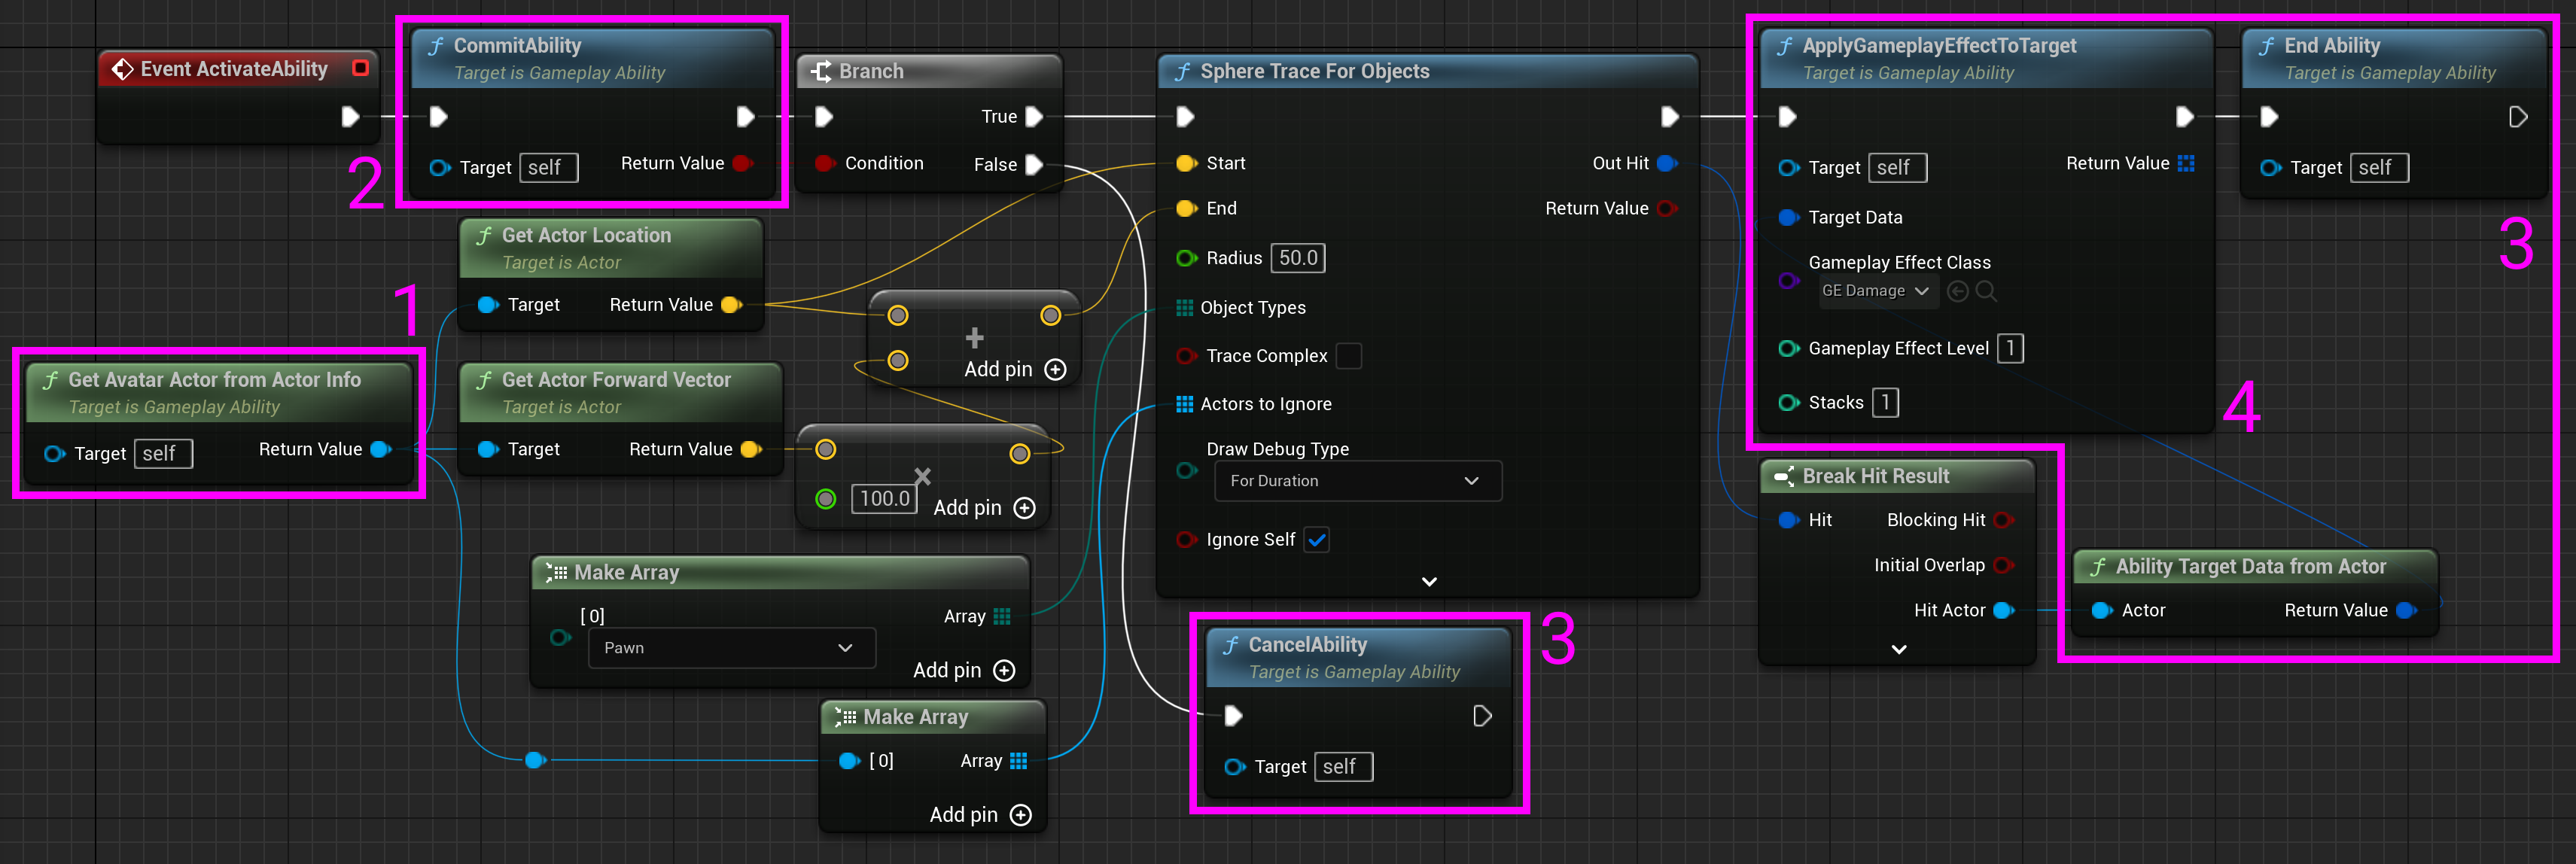 Event ActivateAbility
2
CommitAbility
Target is Gameplay Ability
Target self
Return Value
Branch
True
Condition
False
1
Get Actor Location
Target is Actor
Target
Return Value
Get Avatar Actor from Actor Info
Target is Gameplay Ability
Target self
Return Value
Get Actor Forward Vector
Target is Actor
Target
Return Value
+
Add pin
×
100.0
Add pin
Make Array
[ 0]
Array
Pawn
Add pin
Make Array
[ 0]
Array
Add pin
Sphere Trace For Objects
Start
Out Hit
End
Return Value
Radius 50.0
Object Types
Trace Complex
Actors to Ignore
Draw Debug Type
For Duration
Ignore Self
3
CancelAbility
Target is Gameplay Ability
Target self
ApplyGameplayEffectToTarget
Target is Gameplay Ability
Target self
Return Value
Target Data
Gameplay Effect Class
GE Damage
Gameplay Effect Level 1
Stacks 1
End Ability
Target is Gameplay Ability
Target self
3
4
Break Hit Result
Hit
Blocking Hit
Initial Overlap
Hit Actor
Ability Target Data from Actor
Actor
Return Value